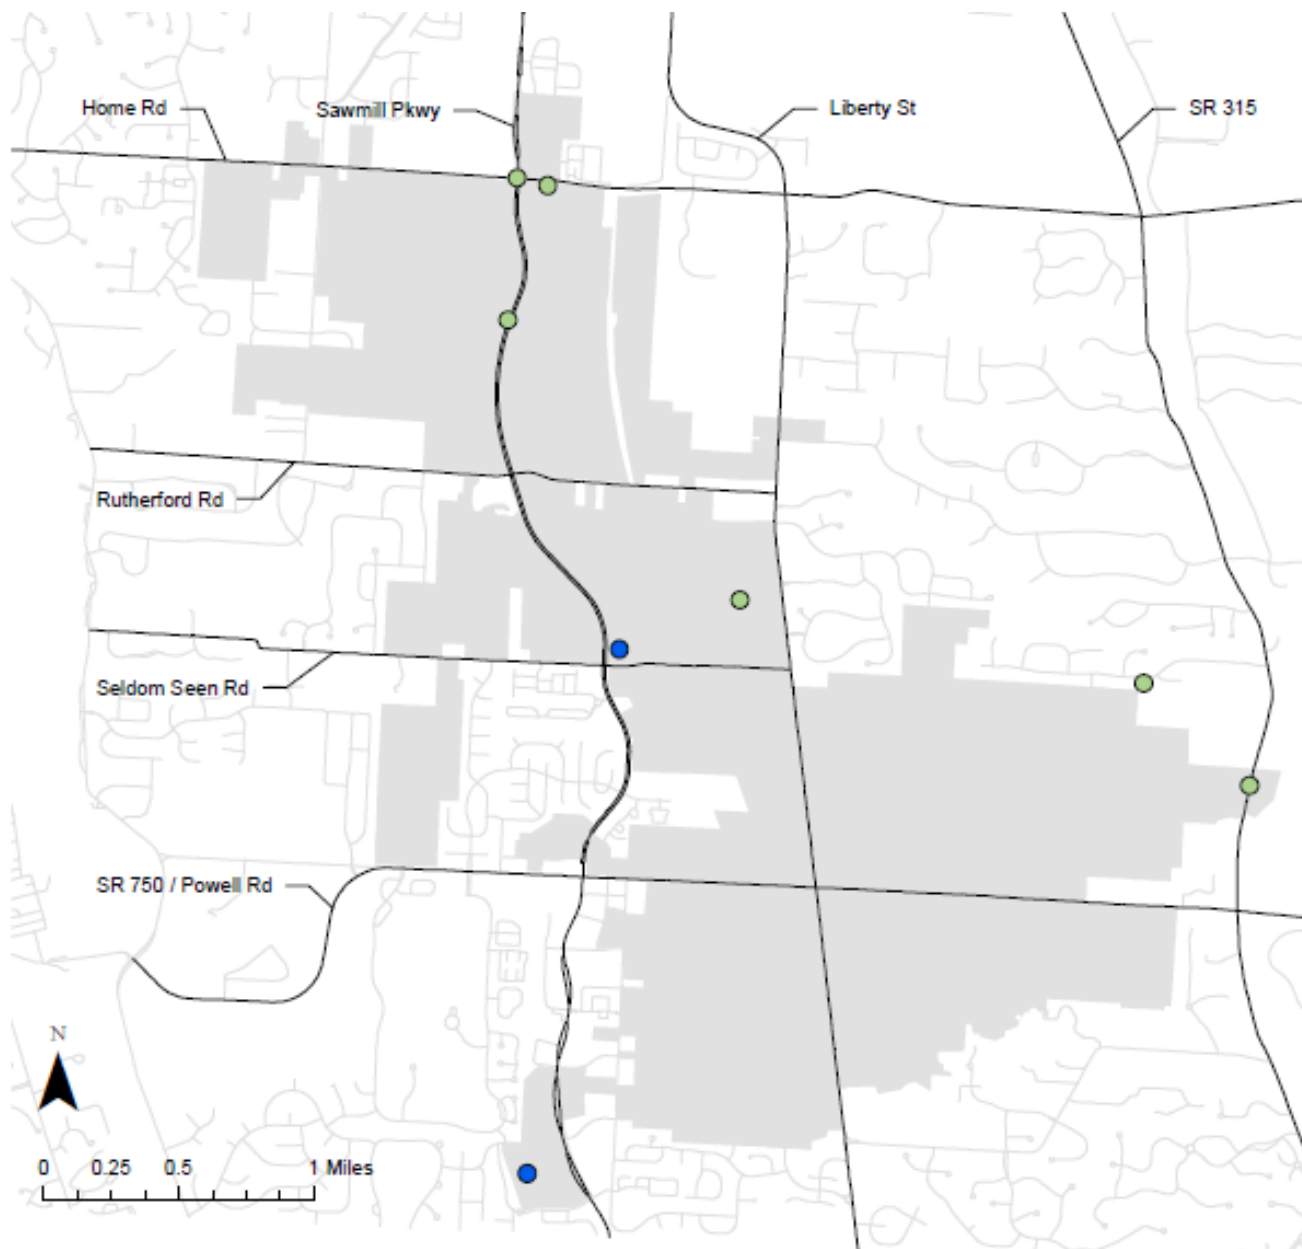 Home Rd
Sawmill Pkwy
Liberty St
SR 315
Rutherford Rd
Seldom Seen Rd
SR 750 / Powell Rd
N
0 0.25 0.5 1 Miles